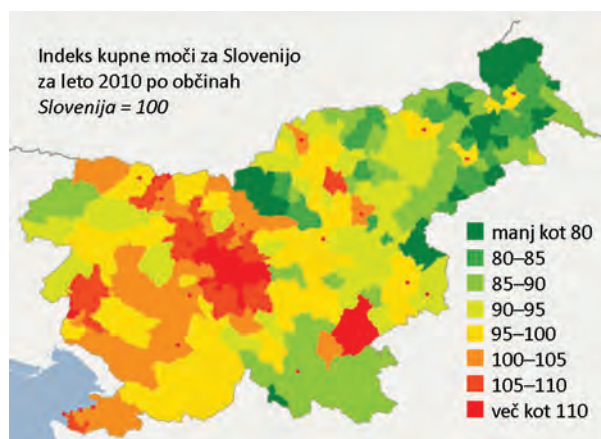 Indeks kupne moči za Slovenijo
za leto 2010 po občinah
Slovenija = 100
manj kot 80
80–85
85–90
90–95
95–100
100–105
105–110
več kot 110